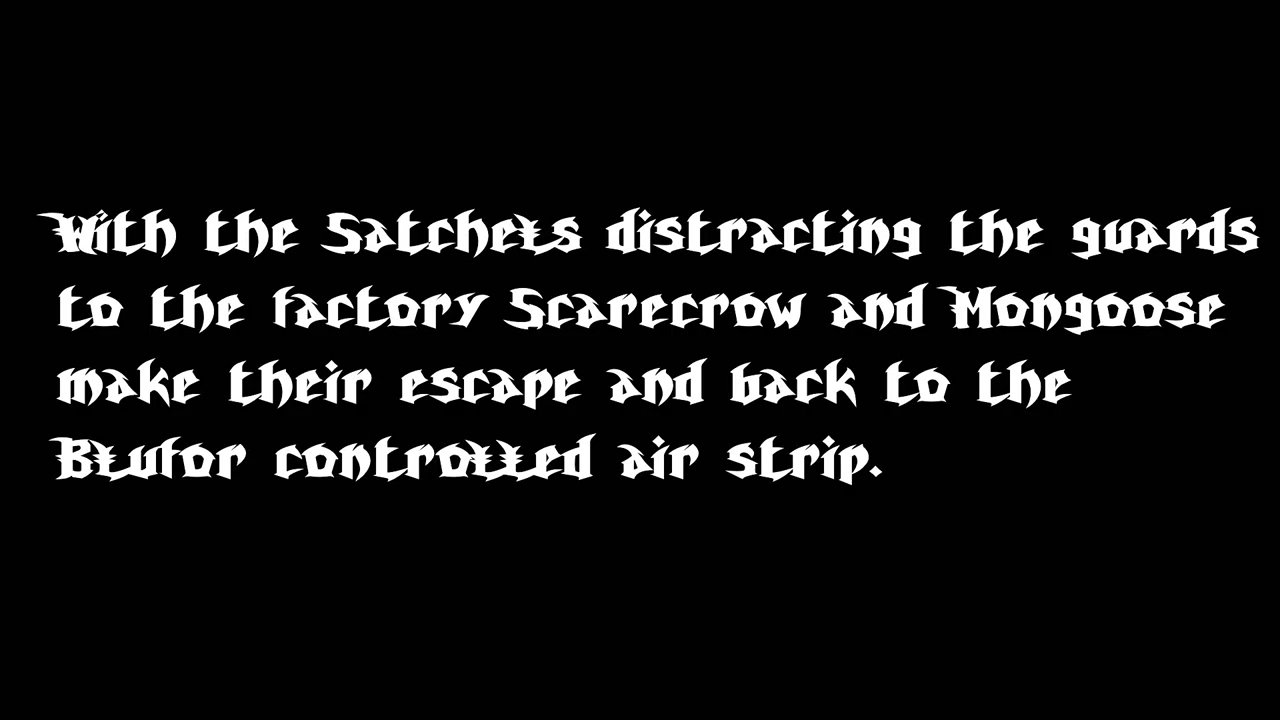 With the Satchels distracting the guards
to the factory Scarecrow and Mongoose
make their escape and back to the
Blufor controlled air strip.